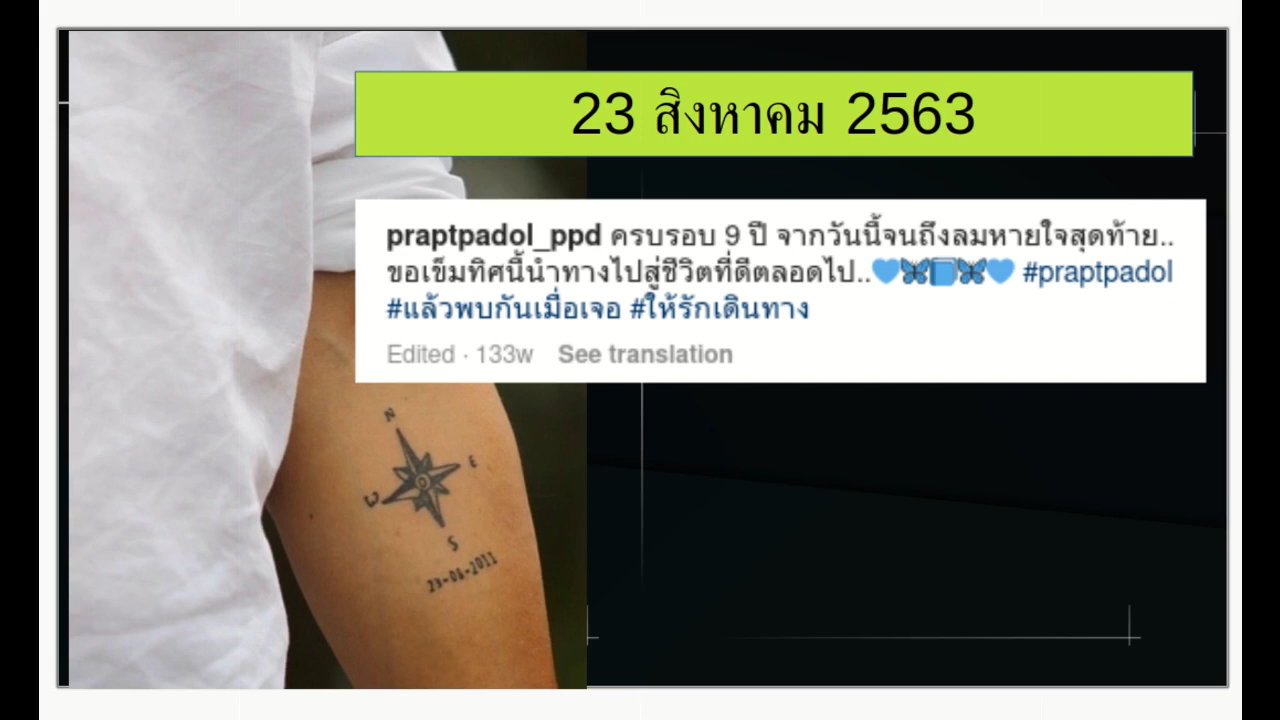 23 สิงหาคม 2563
praptpadol_ppd ครบรอบ 9 ปี จากวันนี้จนถึงลมหายใจสุดท้าย..
ขอเข็มทิศนี้นำทางไปสู่ชีวิตที่ดีตลอดไป..💙🦋📘🦋💙 #praptpadol
#แล้วพบกันเมื่อเจอ #ให้รักเดินทาง
Edited · 133w See translation
N
E
W
S
23-08-2011